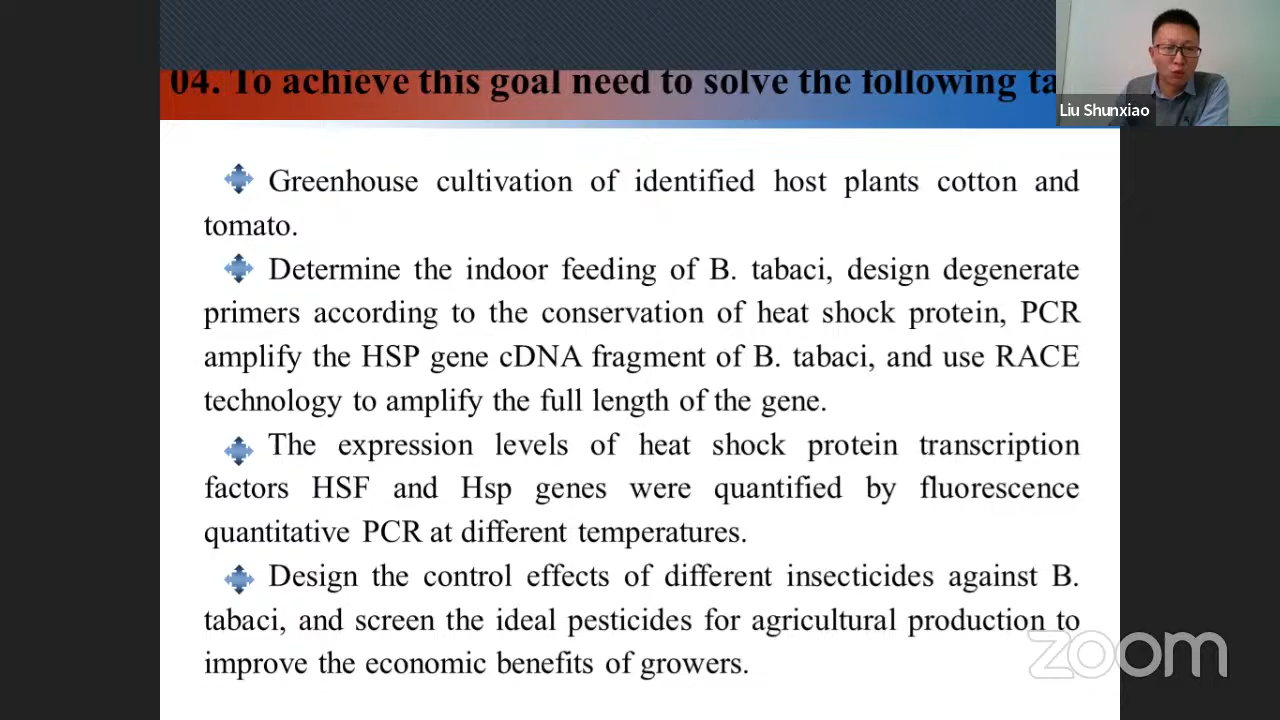 04. To achieve this goal need to solve the following
Liu Shunxiao
Greenhouse cultivation of identified host plants cotton and
tomato.
Determine the indoor feeding of B. tabaci, design degenerate
primers according to the conservation of heat shock protein, PCR
amplify the HSP gene cDNA fragment of B. tabaci, and use RACE
technology to amplify the full length of the gene.
The expression levels of heat shock protein transcription
factors HSF and Hsp genes were quantified by fluorescence
quantitative PCR at different temperatures.
Design the control effects of different insecticides against B.
tabaci, and screen the ideal pesticides for agricultural production to
improve the economic benefits of growers.
zoom